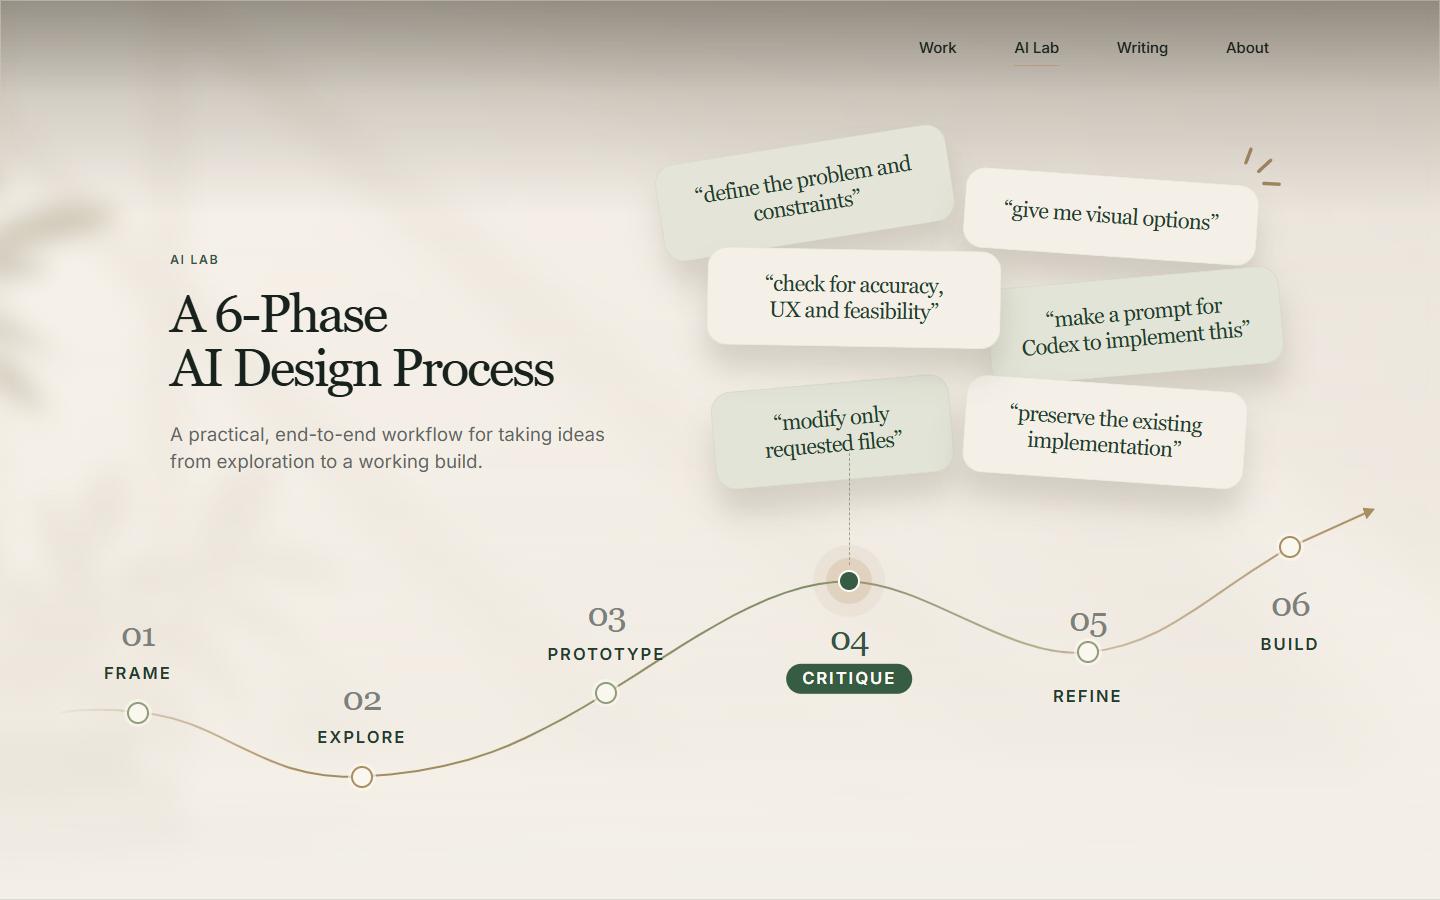 Work
AI Lab
Writing
About
AI LAB
A 6-Phase
AI Design Process
A practical, end-to-end workflow for taking ideas
from exploration to a working build.
“define the problem and
constraints”
“give me visual options”
“check for accuracy,
UX and feasibility”
“make a prompt for
Codex to implement this”
“modify only
requested files”
“preserve the existing
implementation”
01
FRAME
02
EXPLORE
03
PROTOTYPE
04
CRITIQUE
05
REFINE
06
BUILD